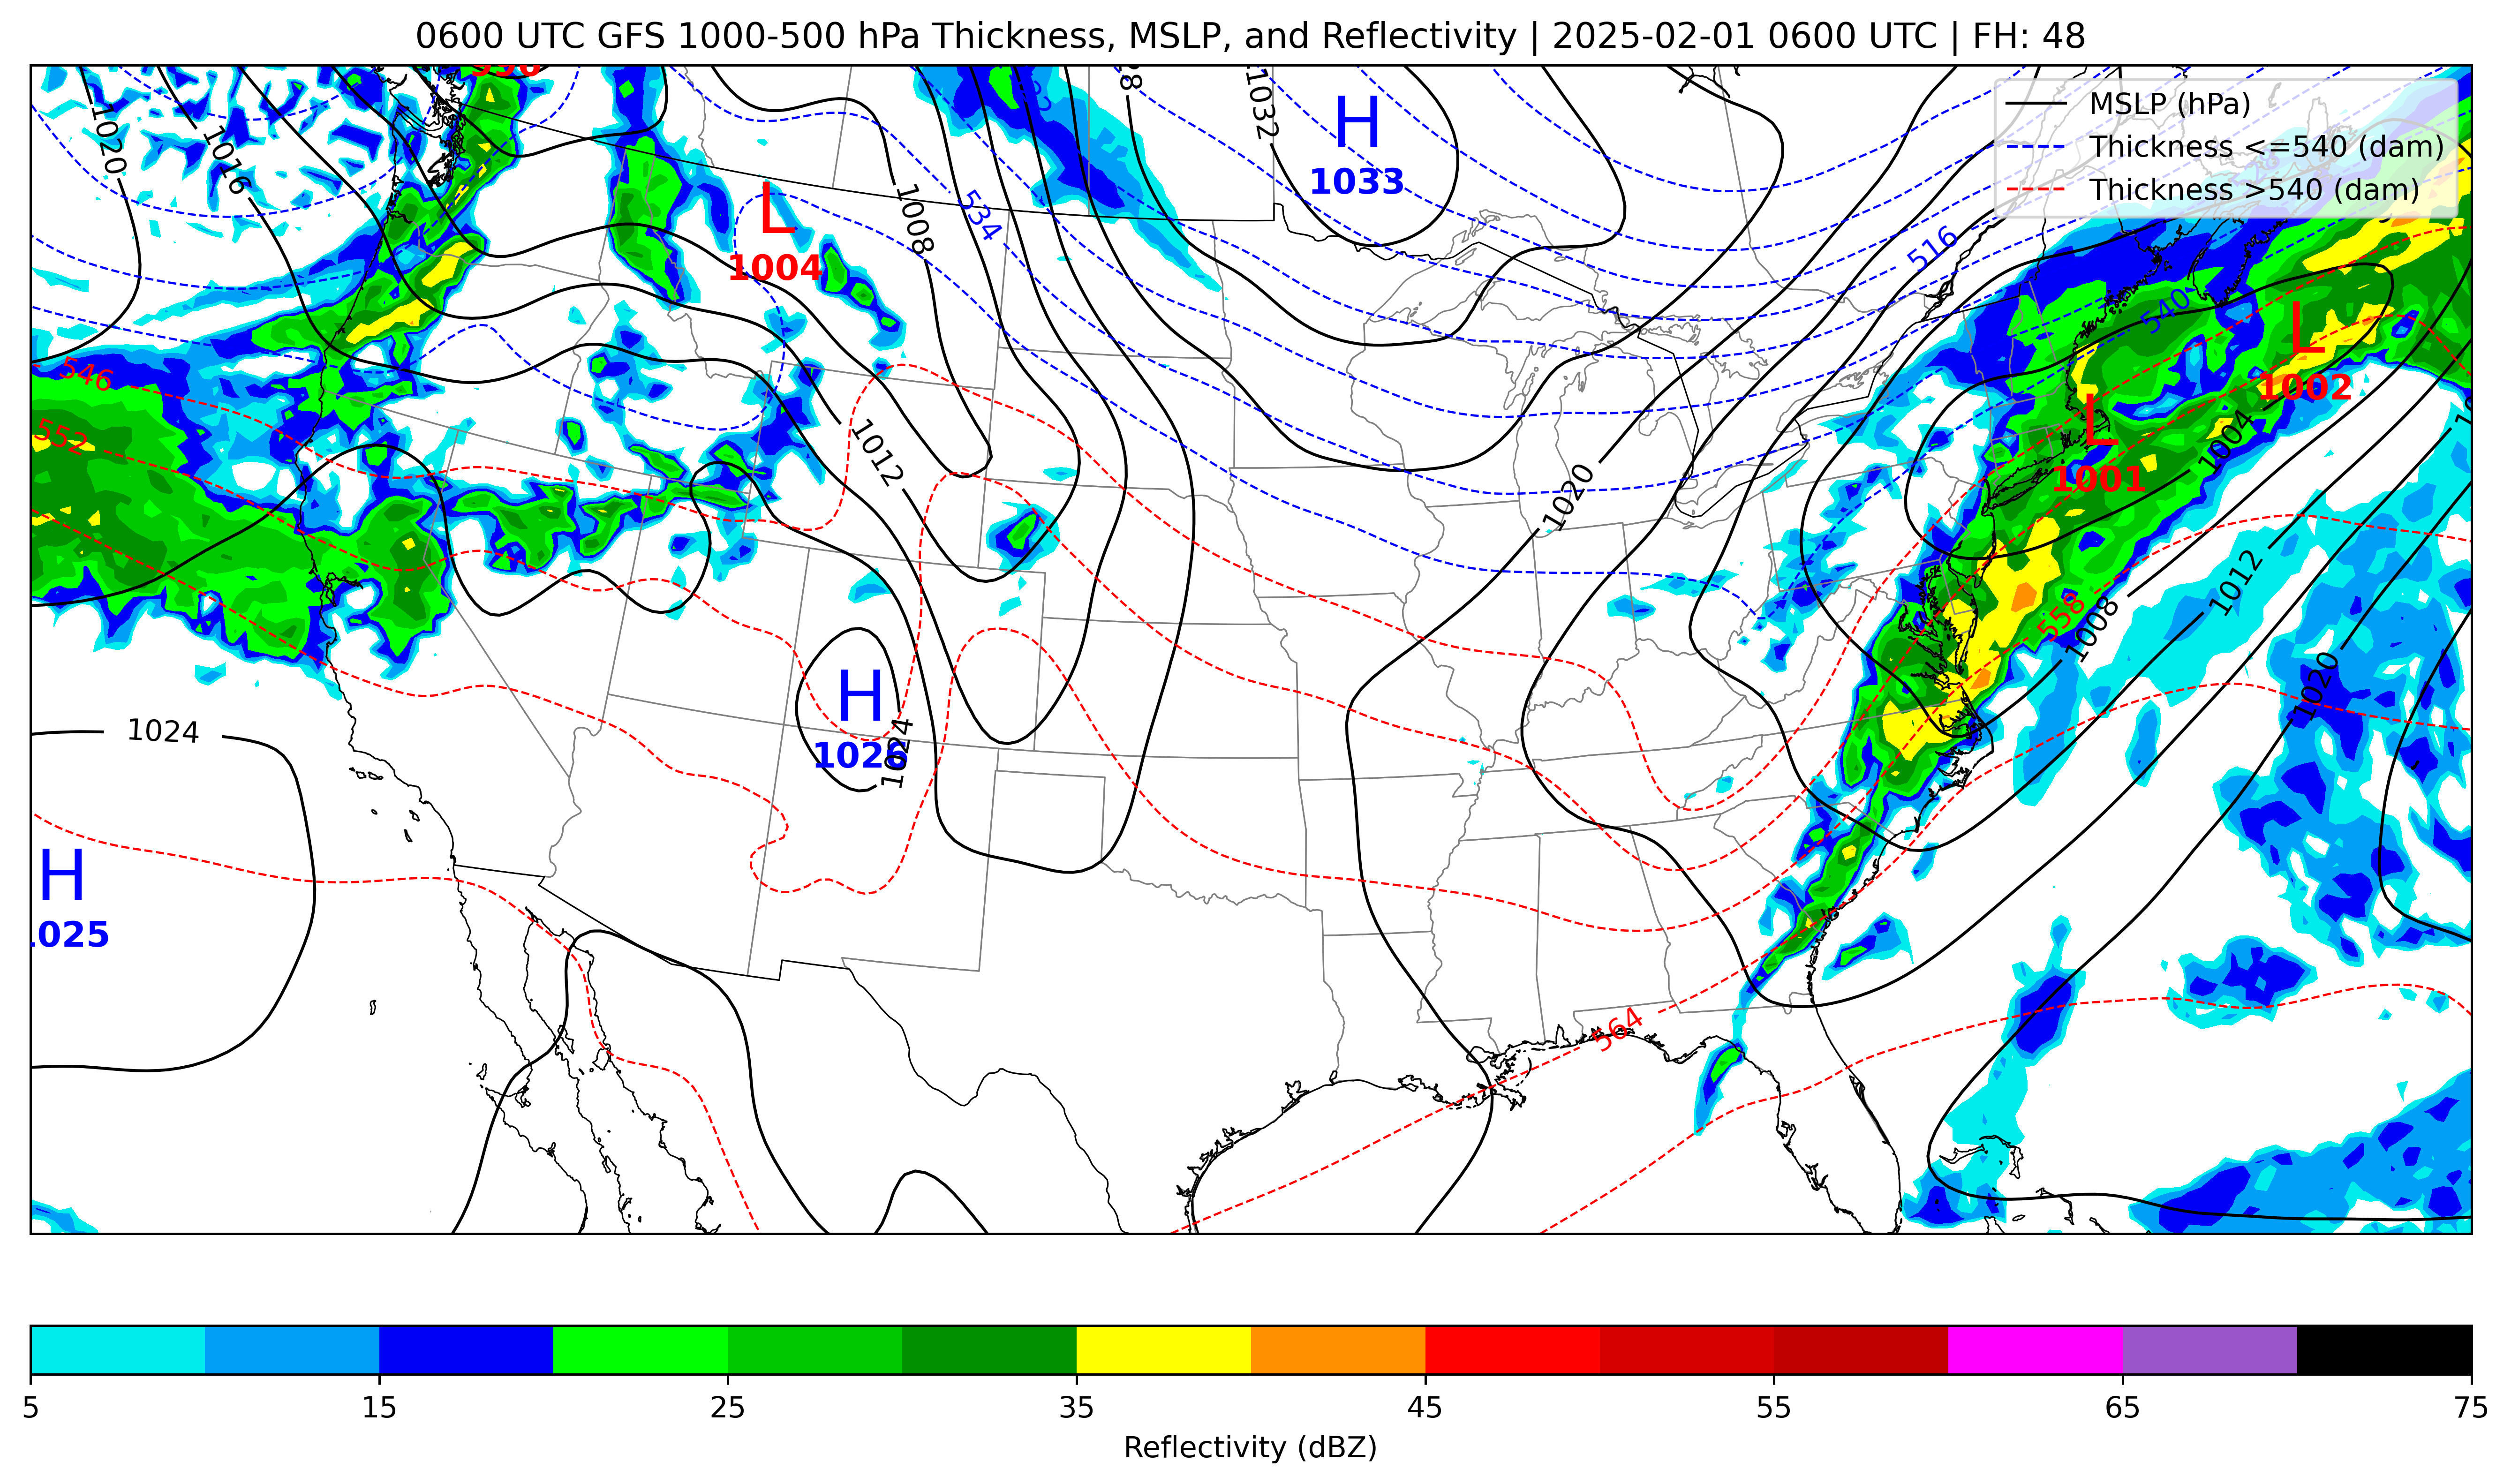 0600 UTC GFS 1000-500 hPa Thickness, MSLP, and Reflectivity | 2025-02-01 0600 UTC | FH: 48
MSLP (hPa)
Thickness <=540 (dam)
Thickness >540 (dam)
1020
1016
1032
H
1033
L
1004
1008
534
516
540
L
1002
546
552
1012
L
1001
1004
1020
1012
558
1008
1020
H
1026
1024
1024
H
1025
564
5 15 25 35 45 55 65 75
Reflectivity (dBZ)